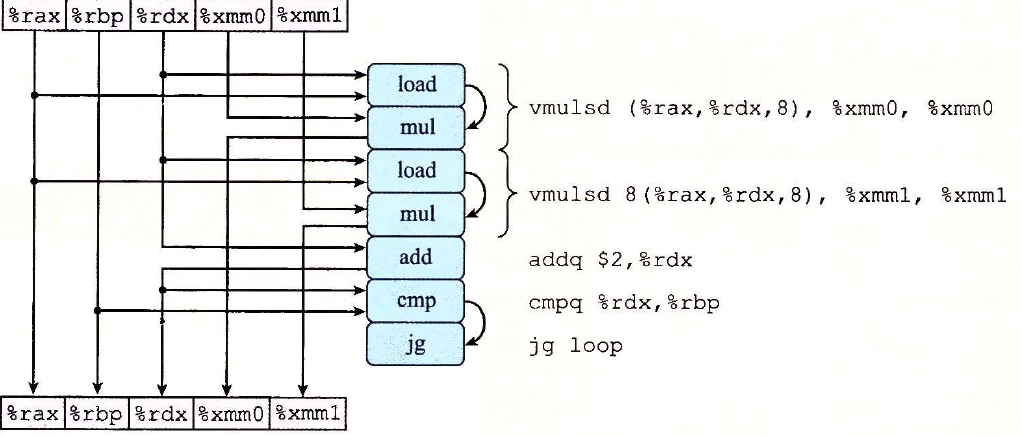 %rax %rbp %rdx %xmm0 %xmm1
load
mul
vmulsd (%rax,%rdx,8), %xmm0, %xmm0
load
mul
vmulsd 8(%rax,%rdx,8), %xmm1, %xmm1
add
addq $2,%rdx
cmp
cmpq %rdx,%rbp
jg
jg loop
%rax %rbp %rdx %xmm0 %xmm1